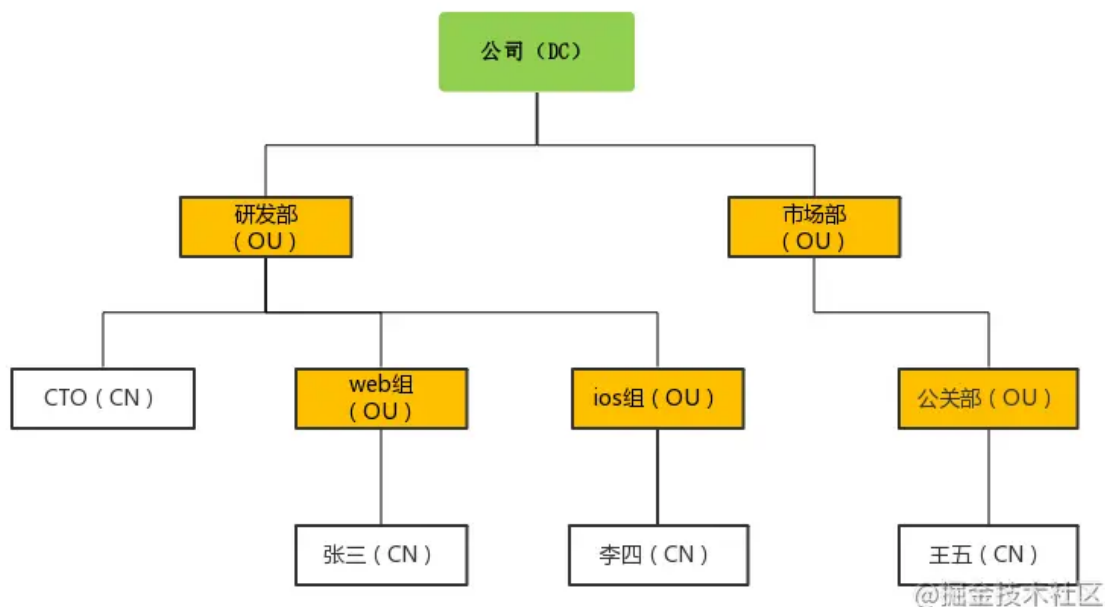 公司（DC）
研发部
（OU）
市场部
（OU）
CTO（CN）
web组
（OU）
ios组（OU）
公关部（OU）
张三（CN）
李四（CN）
王五（CN）
@掘金技术社区